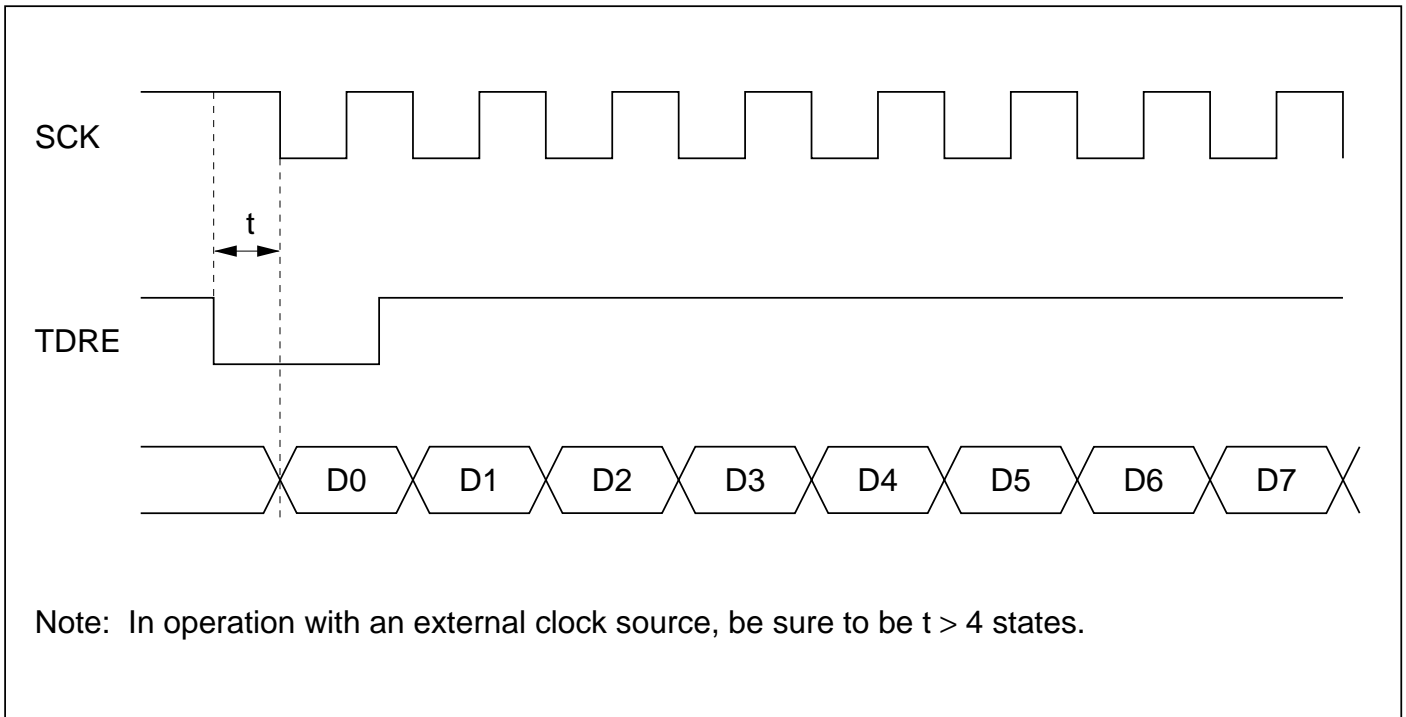 SCK
t
TDRE
D0 D1 D2 D3 D4 D5 D6 D7
Note: In operation with an external clock source, be sure to be t > 4 states.